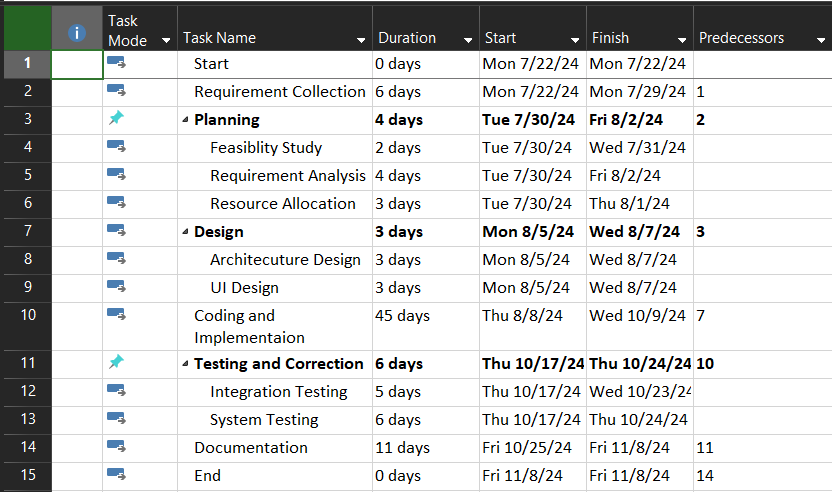 Task Mode Task Name Duration Start Finish Predecessors
1 Start 0 days Mon 7/22/24 Mon 7/22/24
2 Requirement Collection 6 days Mon 7/22/24 Mon 7/29/24 1
3 Planning 4 days Tue 7/30/24 Fri 8/2/24 2
4 Feasiblity Study 2 days Tue 7/30/24 Wed 7/31/24
5 Requirement Analysis 4 days Tue 7/30/24 Fri 8/2/24
6 Resource Allocation 3 days Tue 7/30/24 Thu 8/1/24
7 Design 3 days Mon 8/5/24 Wed 8/7/24 3
8 Architecuture Design 3 days Mon 8/5/24 Wed 8/7/24
9 UI Design 3 days Mon 8/5/24 Wed 8/7/24
10 Coding and Implementaion 45 days Thu 8/8/24 Wed 10/9/24 7
11 Testing and Correction 6 days Thu 10/17/24 Thu 10/24/24 10
12 Integration Testing 5 days Thu 10/17/24 Wed 10/23/24
13 System Testing 6 days Thu 10/17/24 Thu 10/24/24
14 Documentation 11 days Fri 10/25/24 Fri 11/8/24 11
15 End 0 days Fri 11/8/24 Fri 11/8/24 14